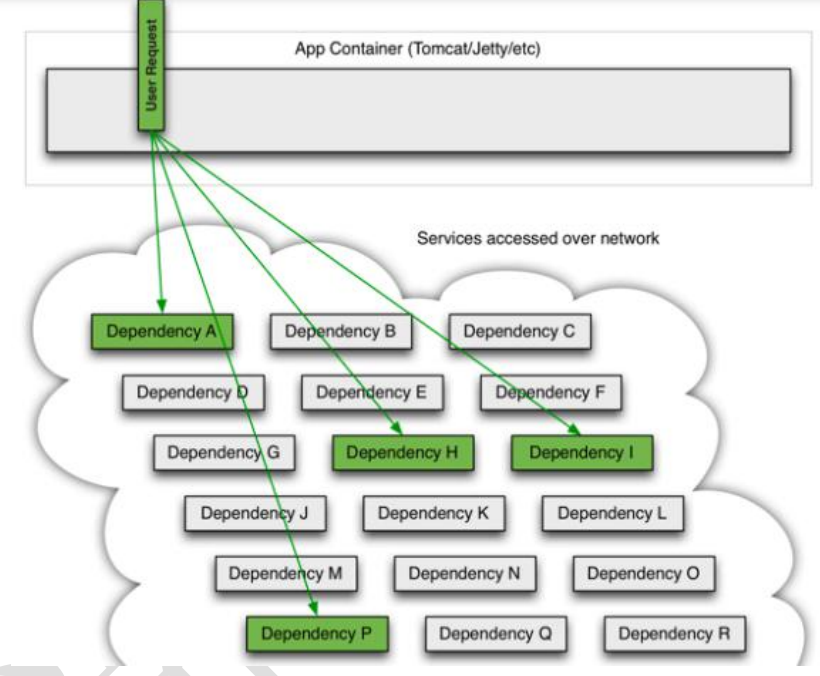 User Request
App Container (Tomcat/Jetty/etc)
Services accessed over network
Dependency A
Dependency B
Dependency C
Dependency D
Dependency E
Dependency F
Dependency G
Dependency H
Dependency I
Dependency J
Dependency K
Dependency L
Dependency M
Dependency N
Dependency O
Dependency P
Dependency Q
Dependency R